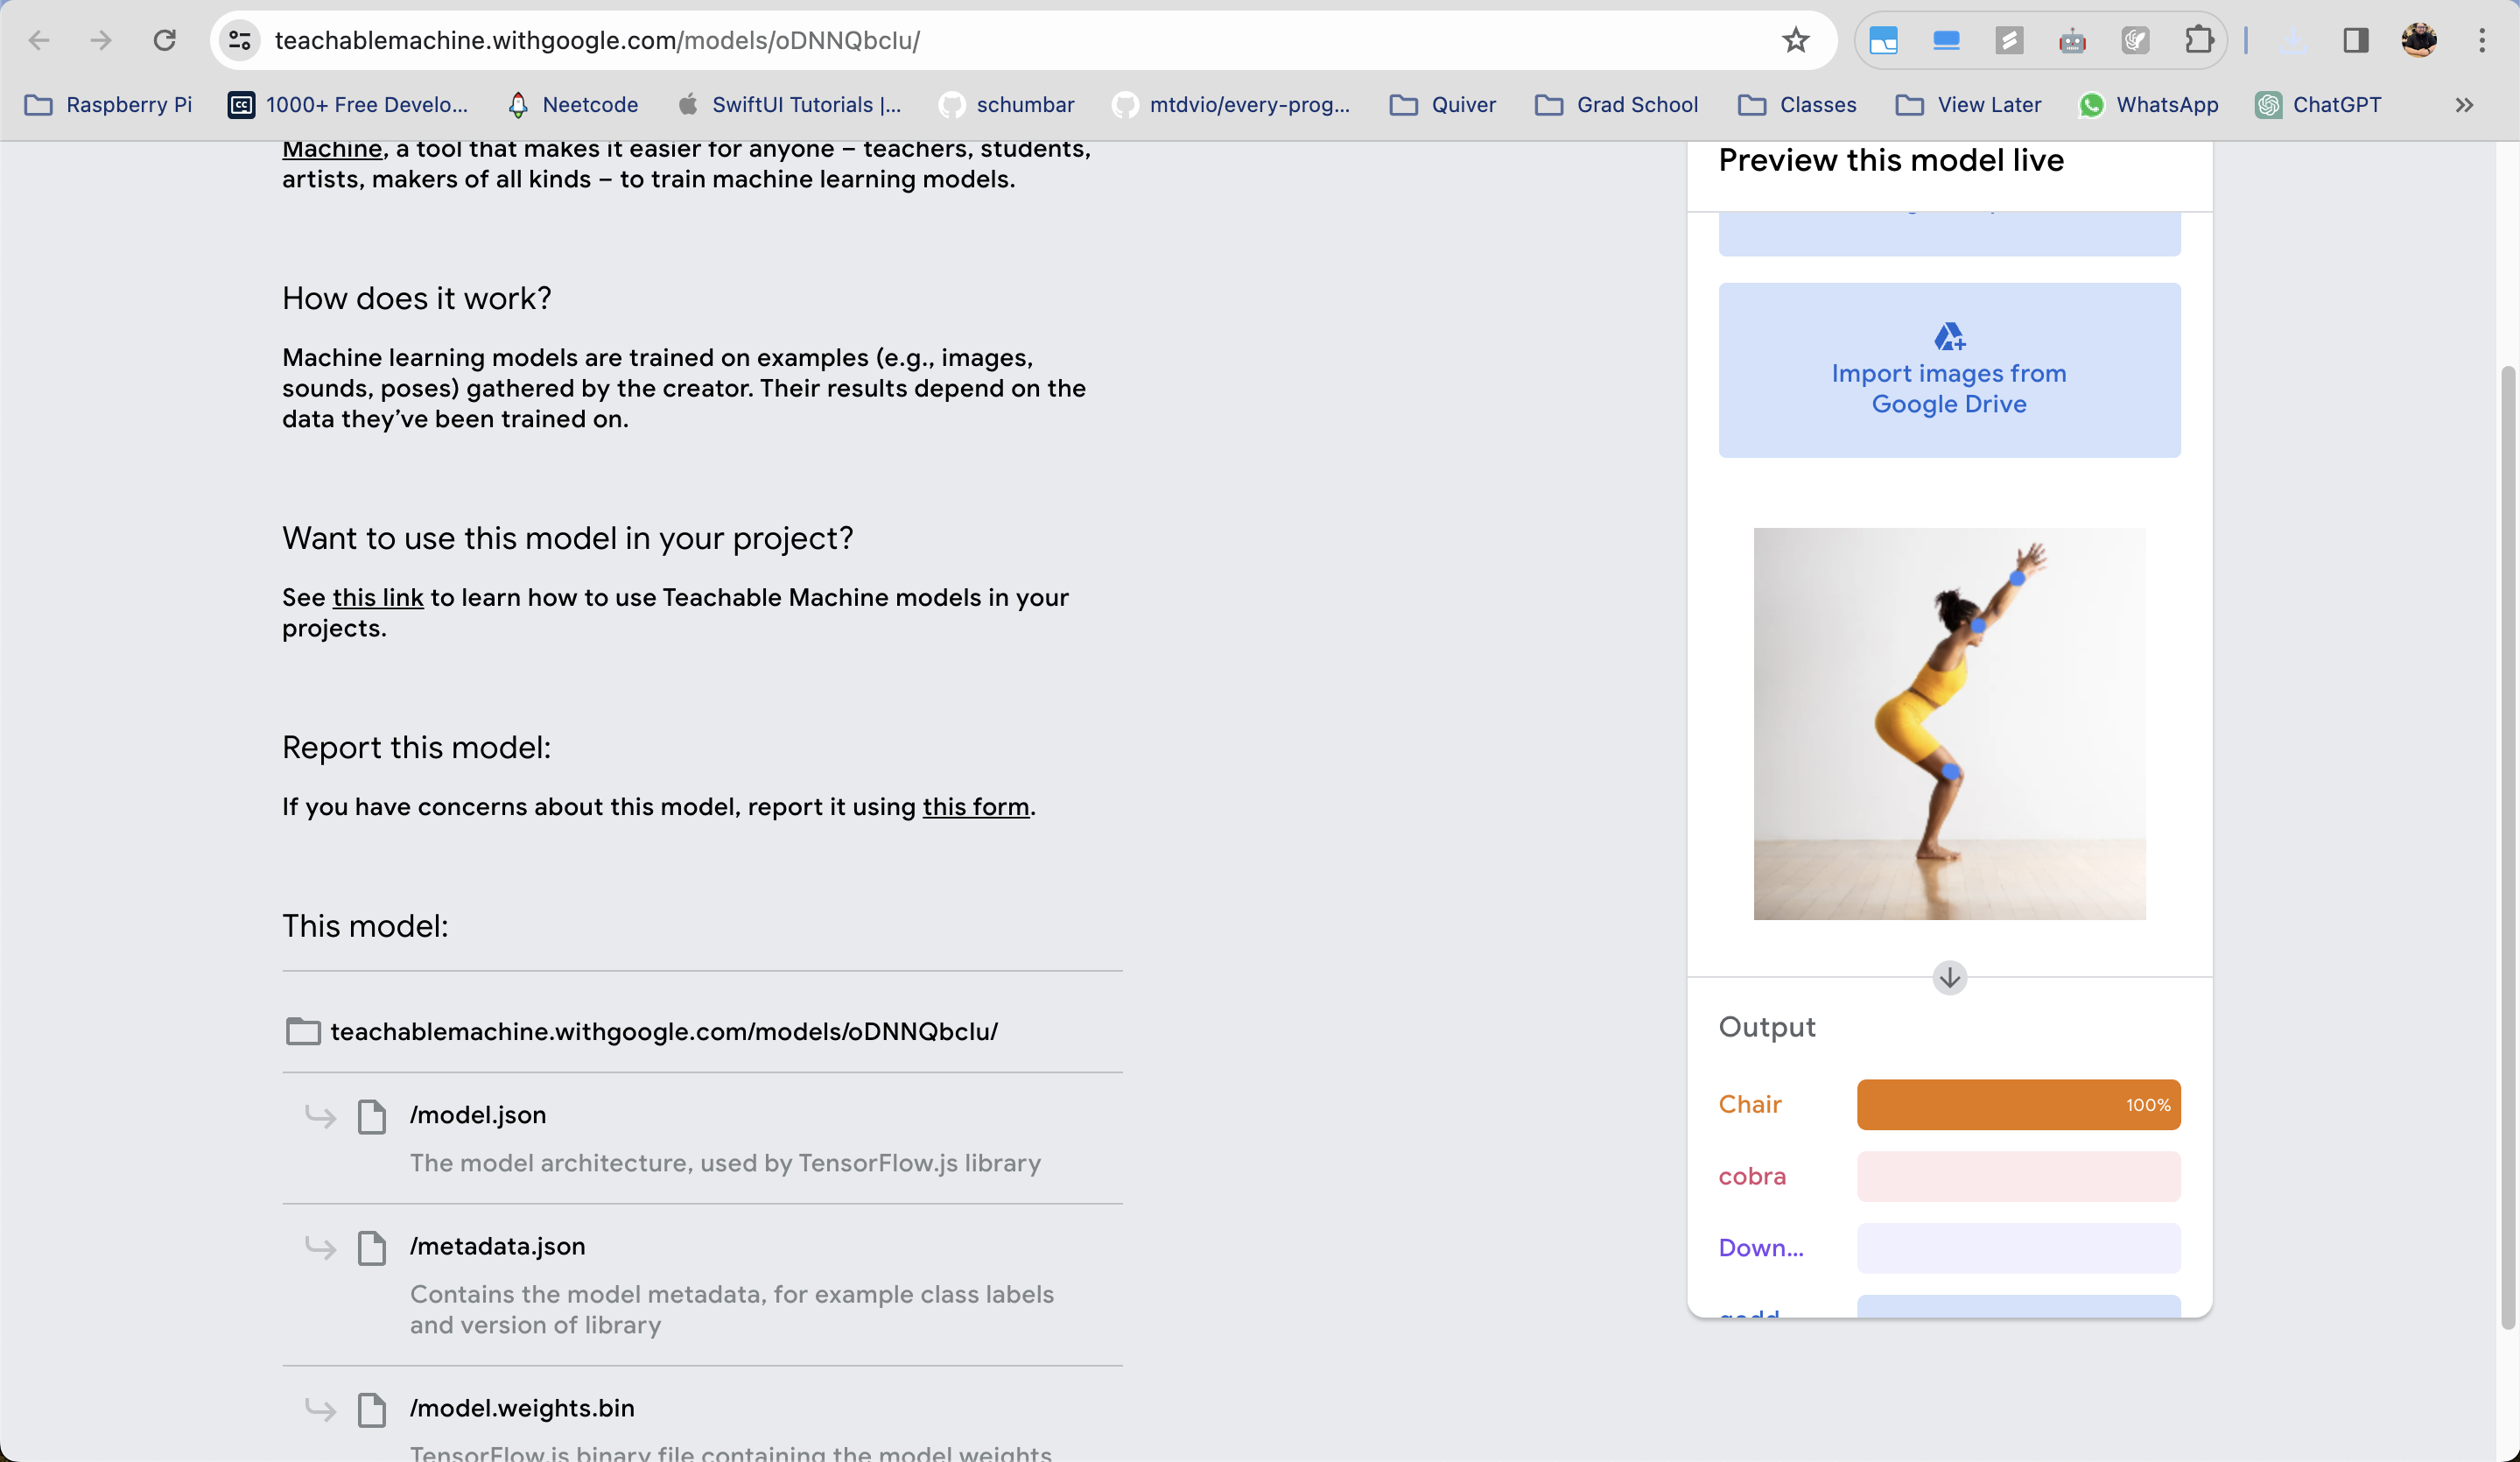 teachablemachine.withgoogle.com/models/oDNNQbcIu/
Raspberry Pi
1000+ Free Develo...
Neetcode
SwiftUI Tutorials |...
schumbar
mtdvio/every-prog...
Quiver
Grad School
Classes
View Later
WhatsApp
ChatGPT
Machine, a tool that makes it easier for anyone – teachers, students,
artists, makers of all kinds – to train machine learning models.
How does it work?
Machine learning models are trained on examples (e.g., images,
sounds, poses) gathered by the creator. Their results depend on the
data they’ve been trained on.
Want to use this model in your project?
See this link to learn how to use Teachable Machine models in your
projects.
Report this model:
If you have concerns about this model, report it using this form.
This model:
teachablemachine.withgoogle.com/models/oDNNQbcIu/
/model.json
The model architecture, used by TensorFlow.js library
/metadata.json
Contains the model metadata, for example class labels
and version of library
/model.weights.bin
TensorFlow.js binary file containing the model weights
Preview this model live
Import images from
Google Drive
Output
Chair
100%
cobra
Down...